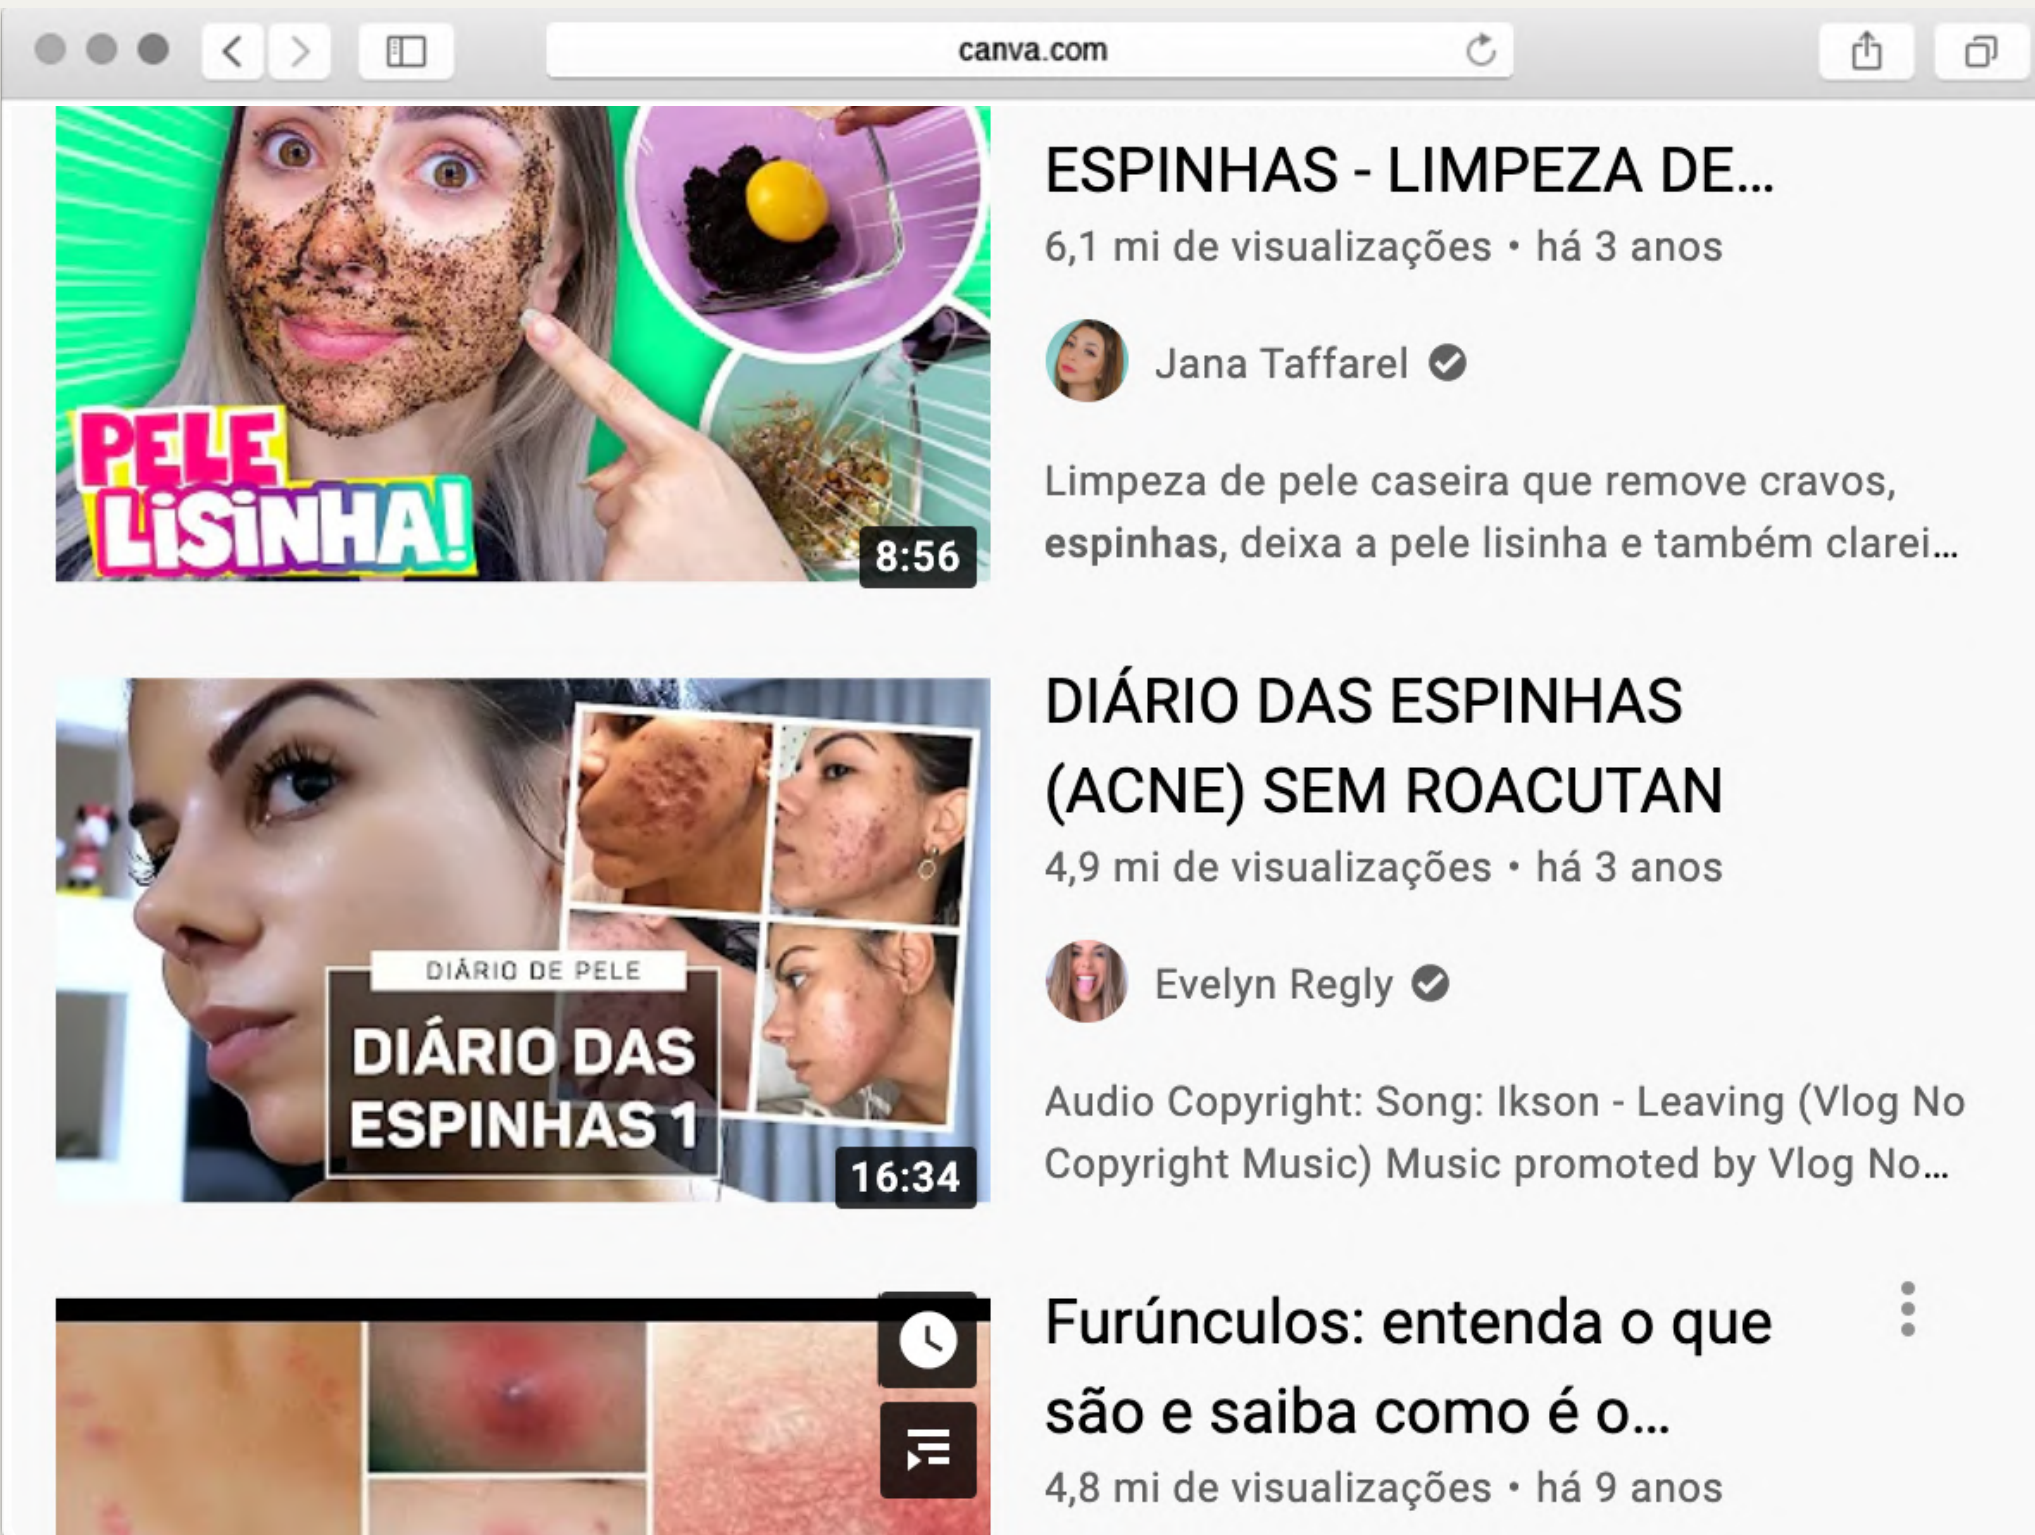 canva.com
ESPINHAS - LIMPEZA DE...
6,1 mi de visualizações • há 3 anos
Jana Taffarel
Limpeza de pele caseira que remove cravos,
espinhas, deixa a pele lisinha e também clarei...
PELE
LISINHA!
8:56
DIÁRIO DAS ESPINHAS
(ACNE) SEM ROACUTAN
4,9 mi de visualizações • há 3 anos
Evelyn Regly
Audio Copyright: Song: Ikson - Leaving (Vlog No
Copyright Music) Music promoted by Vlog No...
DIÁRIO DE PELE
DIÁRIO DAS
ESPINHAS 1
16:34
Furúnculos: entenda o que
são e saiba como é o...
4,8 mi de visualizações • há 9 anos